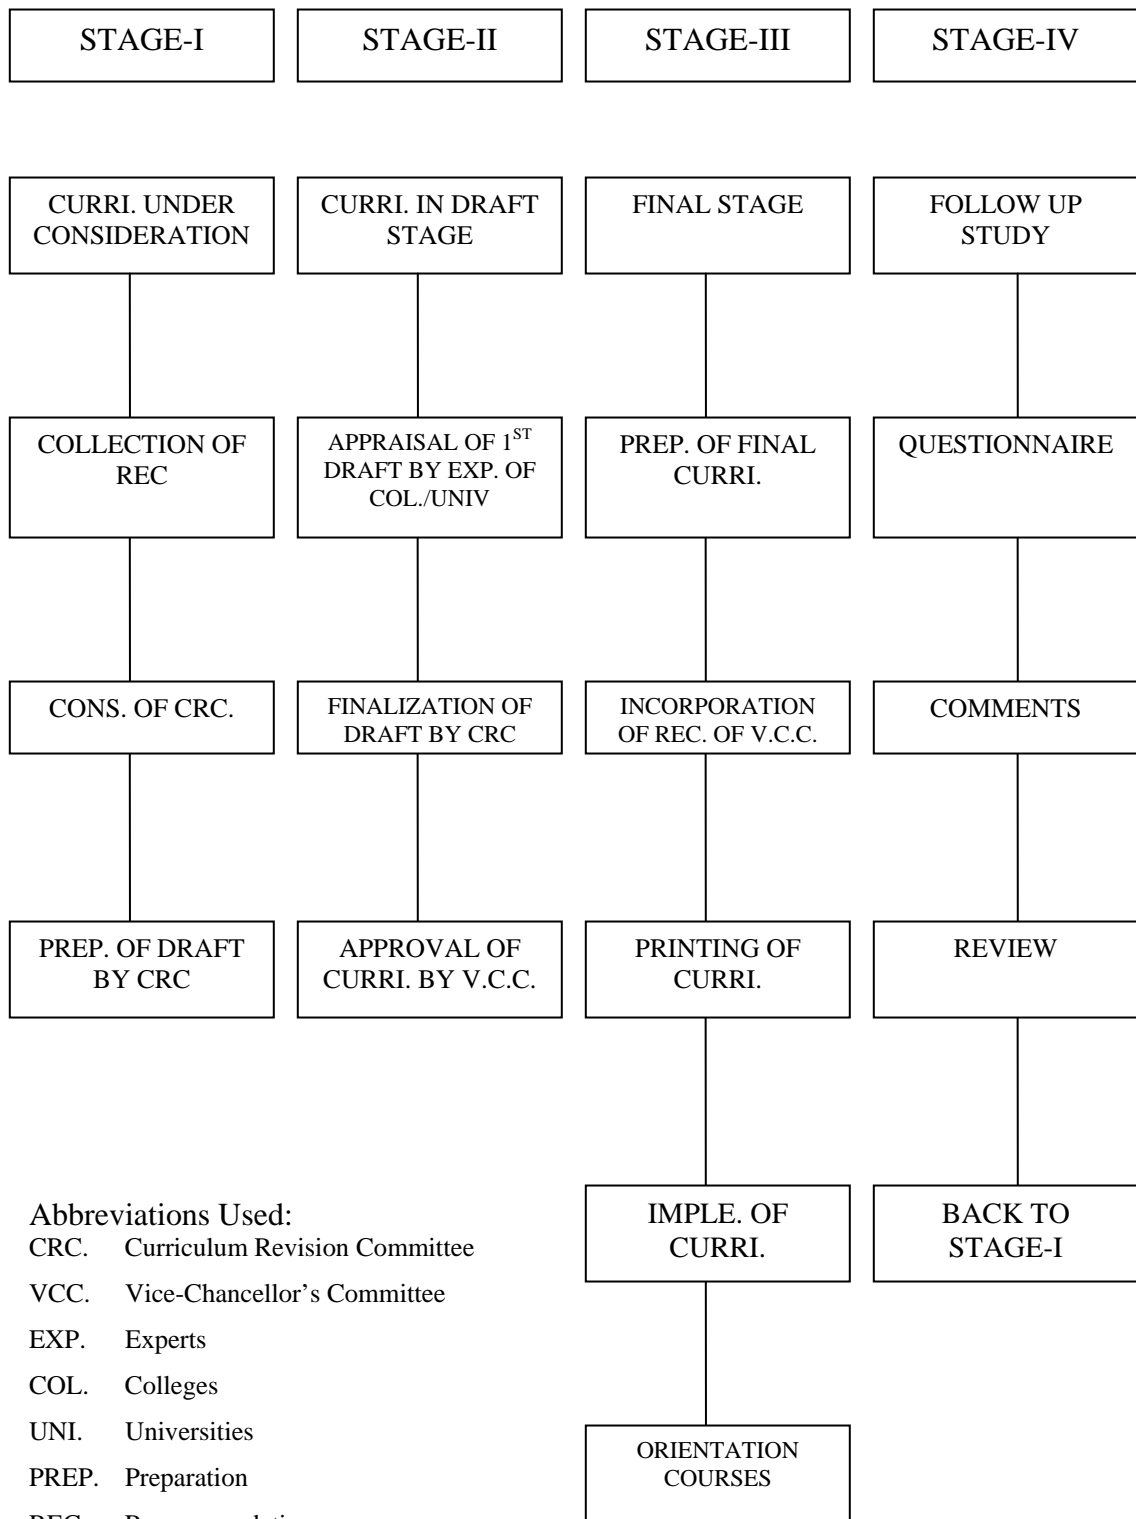 STAGE-I
STAGE-II
STAGE-III
STAGE-IV
CURRI. UNDER
CONSIDERATION
COLLECTION OF
REC
CONS. OF CRC.
PREP. OF DRAFT
BY CRC
CURRI. IN DRAFT
STAGE
APPRAISAL OF 1ST
DRAFT BY EXP. OF
COL./UNIV
FINALIZATION OF
DRAFT BY CRC
APPROVAL OF
CURRI. BY V.C.C.
FINAL STAGE
PREP. OF FINAL
CURRI.
INCORPORATION
OF REC. OF V.C.C.
PRINTING OF
CURRI.
IMPLE. OF
CURRI.
ORIENTATION
COURSES
FOLLOW UP
STUDY
QUESTIONNAIRE
COMMENTS
REVIEW
BACK TO
STAGE-I
Abbreviations Used:
CRC. Curriculum Revision Committee
VCC. Vice-Chancellor’s Committee
EXP. Experts
COL. Colleges
UNI. Universities
PREP. Preparation